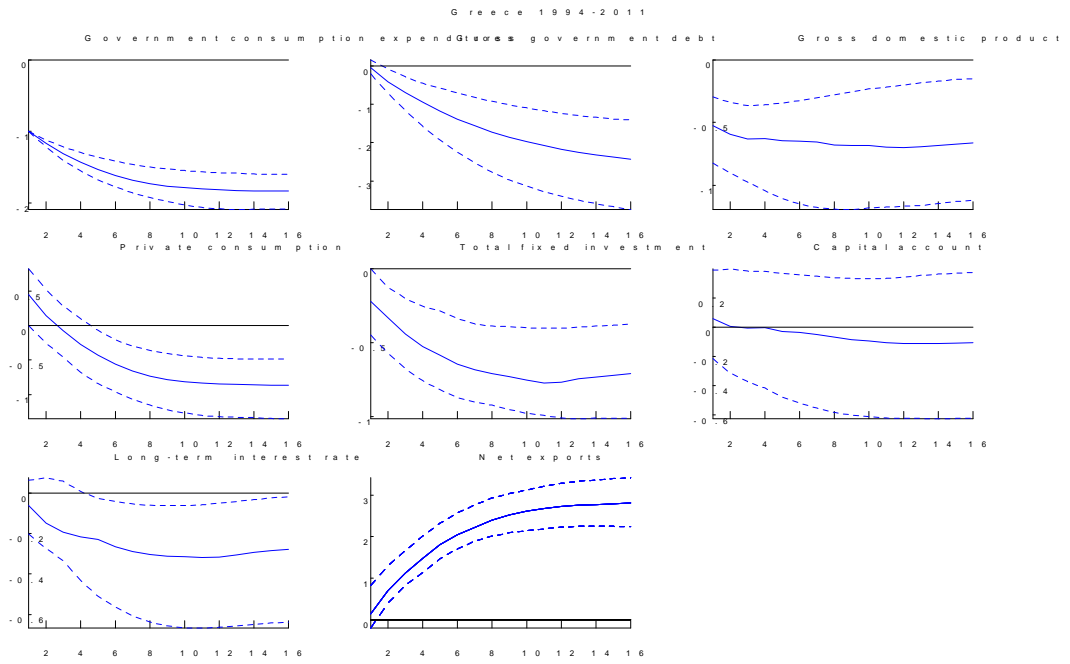 Greece 1994-2011
Government consumption expenditures
Gross government debt
Gross domestic product
0
-1
-2
2 4 6 8 10 12 14 16
0
-1
-2
-3
2 4 6 8 10 12 14 16
0
-0.5
-1
2 4 6 8 10 12 14 16
Private consumption
Total fixed investment
Capital account
0.5
0
-0.5
-1
2 4 6 8 10 12 14 16
0
-0.5
-1
2 4 6 8 10 12 14 16
0.2
0
-0.2
-0.4
-0.6
2 4 6 8 10 12 14 16
Long-term interest rate
Net exports
0
-0.2
-0.4
-0.6
2 4 6 8 10 12 14 16
3
2
1
0
2 4 6 8 10 12 14 16